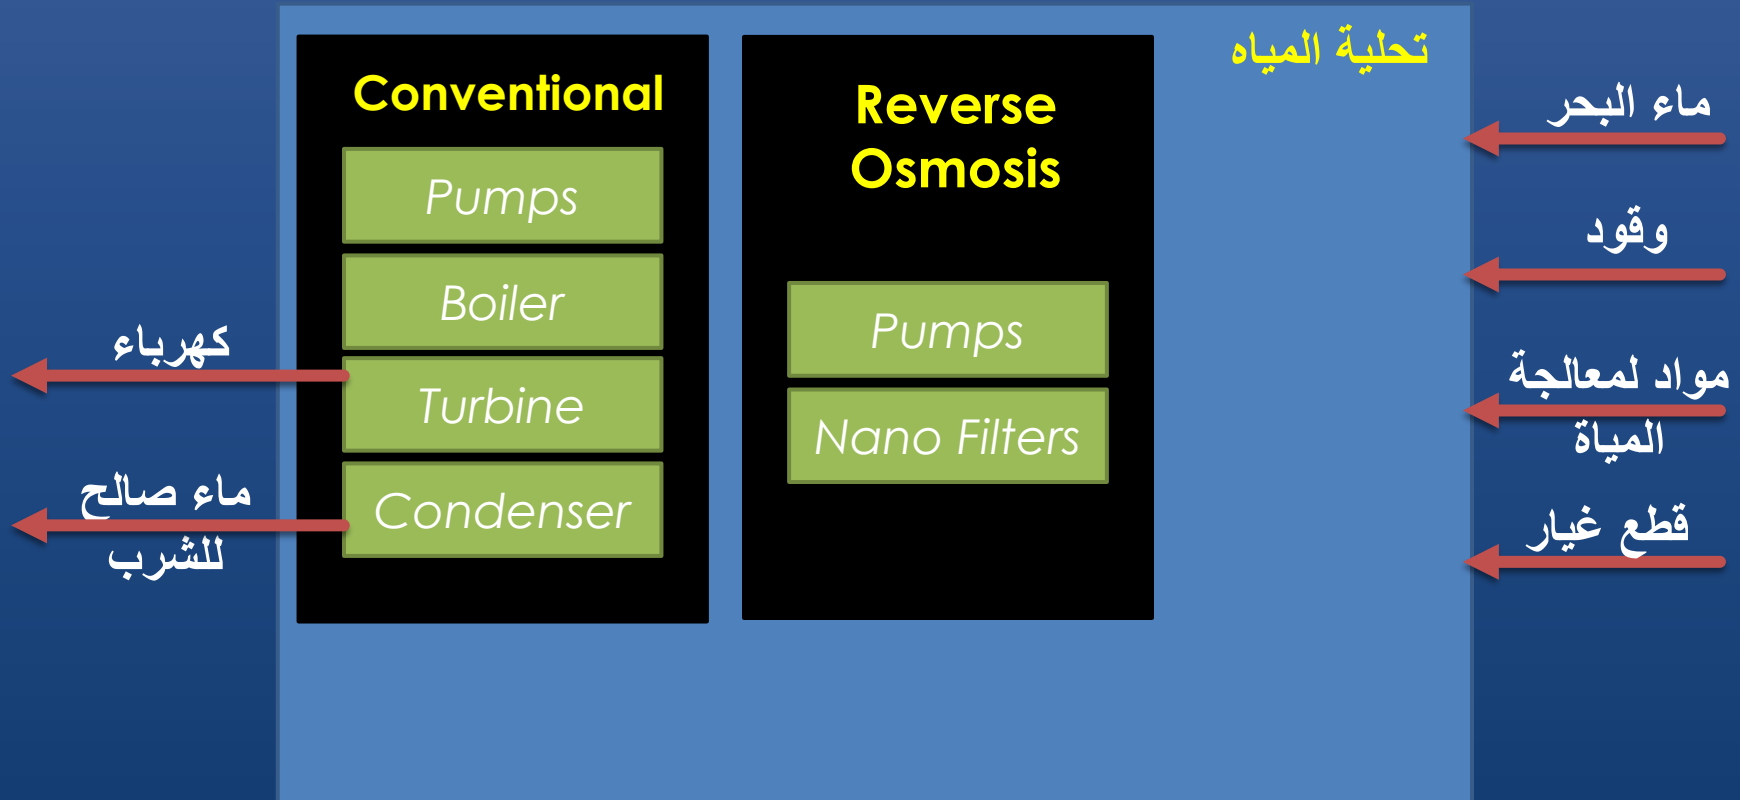 تحلية المياه
ماء البحر
وقود
مواد لمعالجة
المياة
قطع غيار
Reverse
Osmosis
Pumps
Nano Filters
Conventional
Pumps
Boiler
Turbine
Condenser
كهرباء
ماء صالح
للشرب